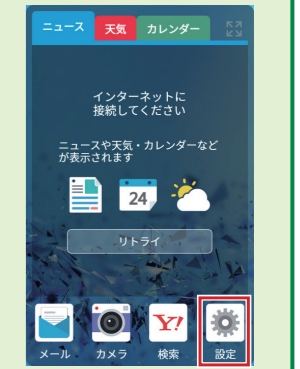 ニュース 天気 カレンダー
インターネットに
接続してください
ニュースや天気・カレンダーなど
が表示されます
24
リトライ
Y!
メール カメラ 検索 設定